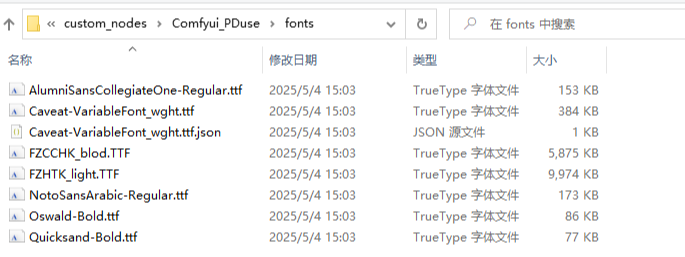 « custom_nodes > Comfyui_PDuse > fonts 在 fonts 中搜索
名称 修改日期 类型 大小
AlumniSansCollegiateOne-Regular.ttf 2025/5/4 15:03 TrueType 字体文件 153 KB
Caveat-VariableFont_wght.ttf 2025/5/4 15:03 TrueType 字体文件 384 KB
Caveat-VariableFont_wght.ttf.json 2025/5/4 15:03 JSON 源文件 1 KB
FZCCHK_blod.TTF 2025/5/4 15:03 TrueType 字体文件 5,875 KB
FZHTK_light.TTF 2025/5/4 15:03 TrueType 字体文件 9,974 KB
NotoSansArabic-Regular.ttf 2025/5/4 15:03 TrueType 字体文件 173 KB
Oswald-Bold.ttf 2025/5/4 15:03 TrueType 字体文件 86 KB
Quicksand-Bold.ttf 2025/5/4 15:03 TrueType 字体文件 77 KB